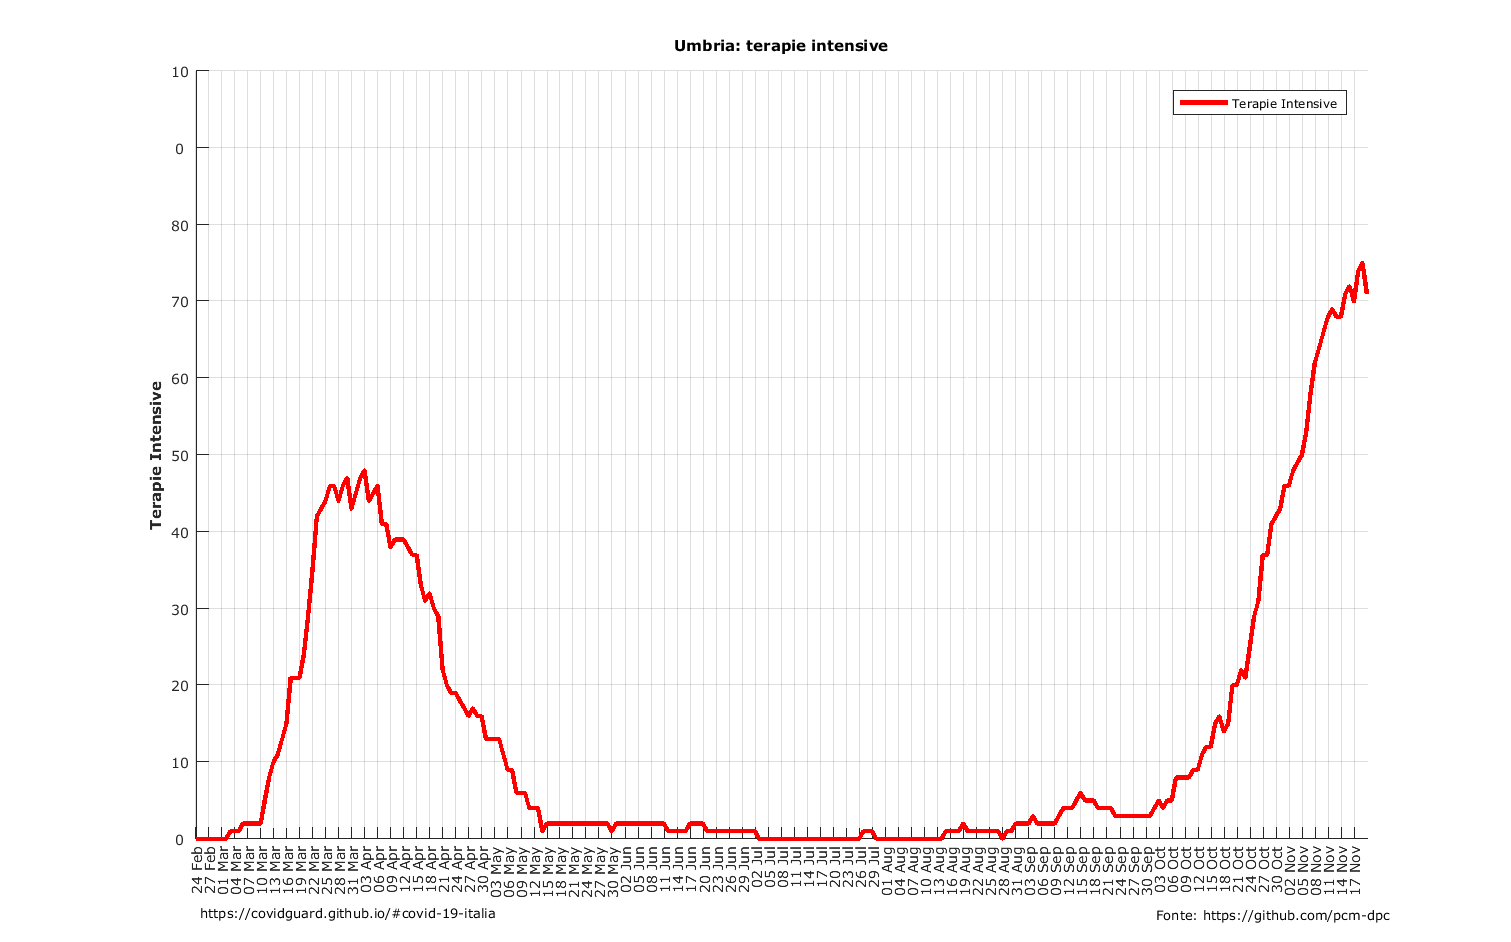 Umbria: terapie intensive
Terapie Intensive
10
0
80
70
60
50
40
30
20
10
0
Terapie Intensive
24 Feb
27 Feb
01 Mar
04 Mar
07 Mar
10 Mar
13 Mar
16 Mar
19 Mar
22 Mar
25 Mar
28 Mar
31 Mar
03 Apr
06 Apr
09 Apr
12 Apr
15 Apr
18 Apr
21 Apr
24 Apr
27 Apr
30 Apr
03 May
06 May
09 May
12 May
15 May
18 May
21 May
24 May
27 May
30 May
02 Jun
05 Jun
08 Jun
11 Jun
14 Jun
17 Jun
20 Jun
23 Jun
26 Jun
29 Jun
02 Jul
05 Jul
08 Jul
11 Jul
14 Jul
17 Jul
20 Jul
23 Jul
26 Jul
29 Jul
01 Aug
04 Aug
07 Aug
10 Aug
13 Aug
16 Aug
19 Aug
22 Aug
25 Aug
28 Aug
31 Aug
03 Sep
06 Sep
09 Sep
12 Sep
15 Sep
18 Sep
21 Sep
24 Sep
27 Sep
30 Sep
03 Oct
06 Oct
09 Oct
12 Oct
15 Oct
18 Oct
21 Oct
24 Oct
27 Oct
30 Oct
02 Nov
05 Nov
08 Nov
11 Nov
14 Nov
17 Nov
https://covidguard.github.io/#covid-19-italia
Fonte: https://github.com/pcm-dpc